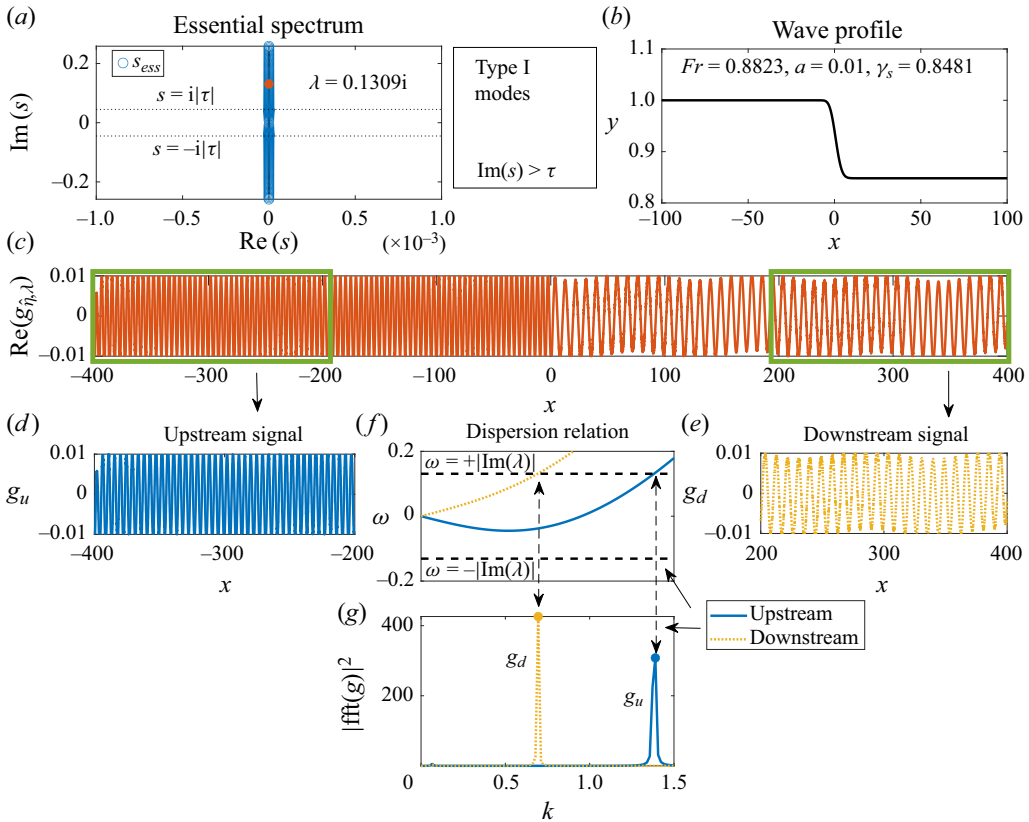 (a) Essential spectrum
s_ess
λ = 0.1309i
s = i|τ|
s = –i|τ|
Im (s)
0.2
0
–0.2
–1.0 –0.5 0 0.5 1.0
Re (s) (×10⁻³)
Type I
modes
Im(s) > τ
(b) Wave profile
Fr = 0.8823, a = 0.01, γ_s = 0.8481
y
1.1
1.0
0.9
0.8
–100 –50 0 50 100
x
(c)
Re(g_η̂,λ)
0.01
0
–0.01
–400 –300 –200 –100 0 100 200 300 400
x
(d) Upstream signal
g_u
0.01
0
–0.01
–400 –300 –200
x
(f) Dispersion relation
ω = +|Im(λ)|
ω = –|Im(λ)|
ω
0.2
0
–0.2
(e) Downstream signal
g_d
0.01
0
–0.01
200 300 400
x
Upstream
Downstream
(g)
|fft(g)|²
400
200
g_d
g_u
0 0.5 1.0 1.5
k